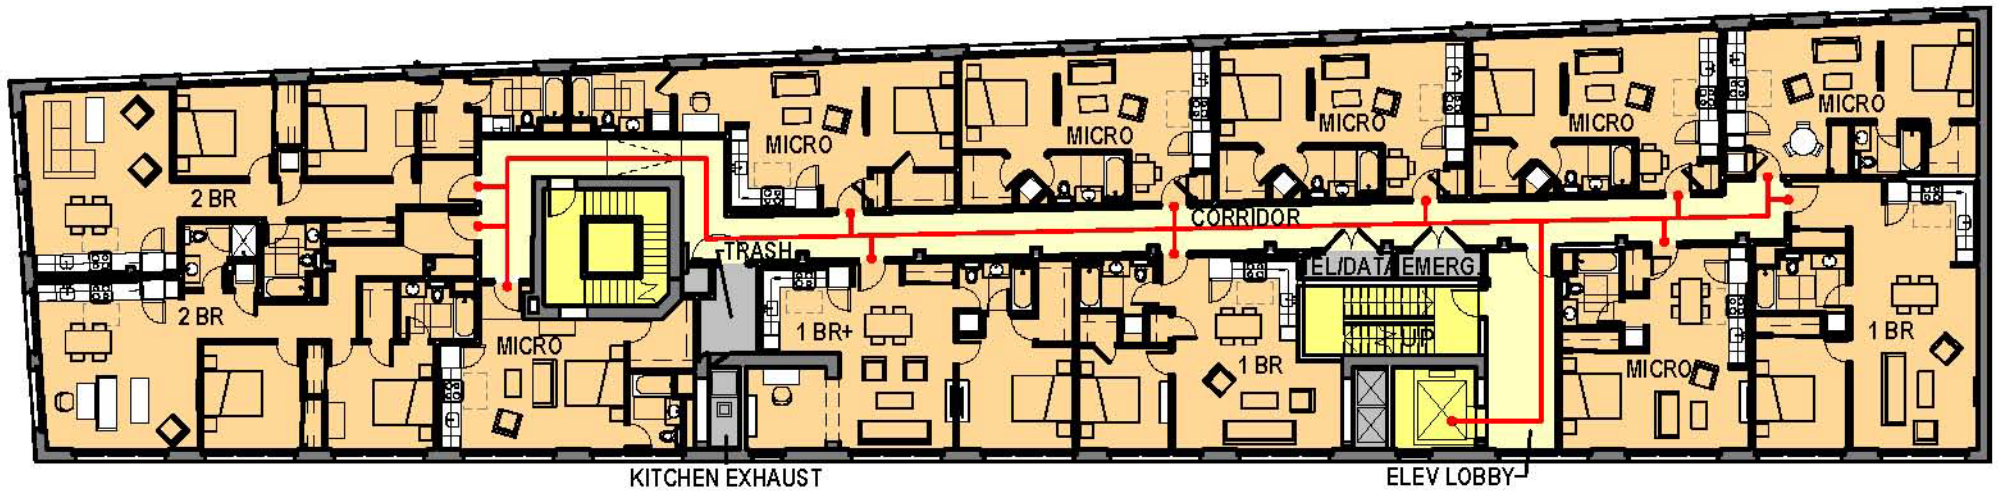 MICRO
MICRO
MICRO
MICRO
MICRO
2 BR
CORRIDOR
TRASH
EL/DATA
EMERG.
2 BR
MICRO
1 BR+
UP
1 BR
MICRO
1 BR
KITCHEN EXHAUST
ELEV LOBBY